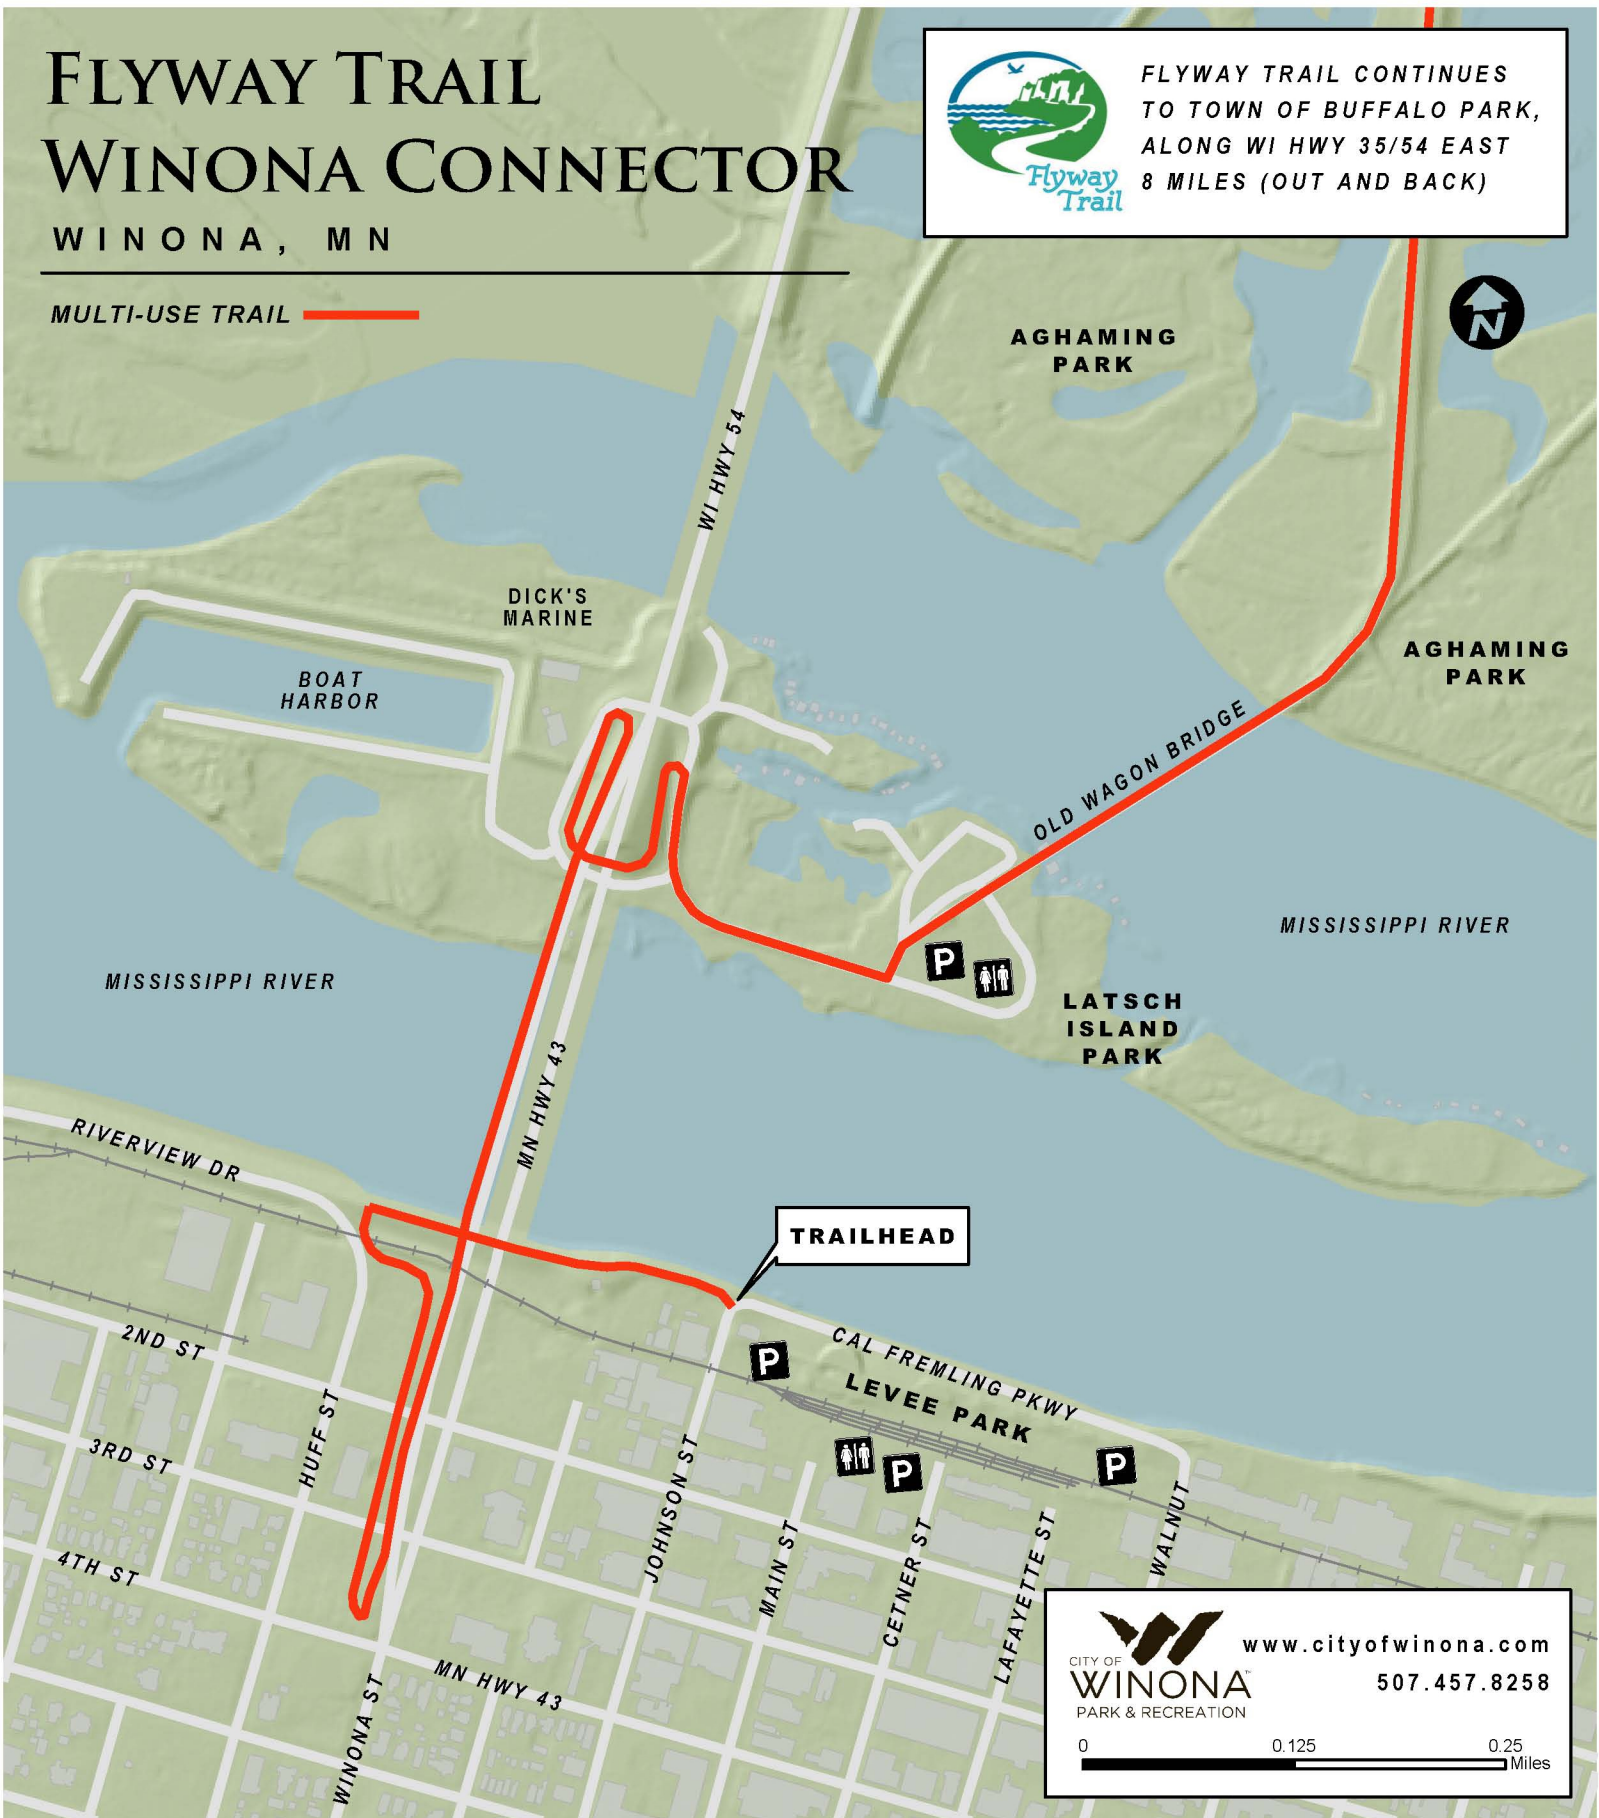 FLYWAY TRAIL
WINONA CONNECTOR
WINONA, MN
MULTI-USE TRAIL
Flyway
Trail
FLYWAY TRAIL CONTINUES
TO TOWN OF BUFFALO PARK,
ALONG WI HWY 35/54 EAST
8 MILES (OUT AND BACK)
N
AGHAMING
PARK
WI HWY 54
DICK'S
MARINE
BOAT
HARBOR
AGHAMING
PARK
OLD WAGON BRIDGE
MISSISSIPPI RIVER
P
MISSISSIPPI RIVER
LATSCH
ISLAND
PARK
MN HWY 43
RIVERVIEW DR
TRAILHEAD
2ND ST
CAL FREMLING PKWY
P
LEVEE PARK
HUFF ST
3RD ST
JOHNSON ST
P
P
WALNUT
MAIN ST
CETNER ST
LAFAYETTE ST
4TH ST
MN HWY 43
WINONA ST
CITY OF
WINONA™
PARK & RECREATION
www.cityofwinona.com
507.457.8258
0 0.125 0.25
Miles